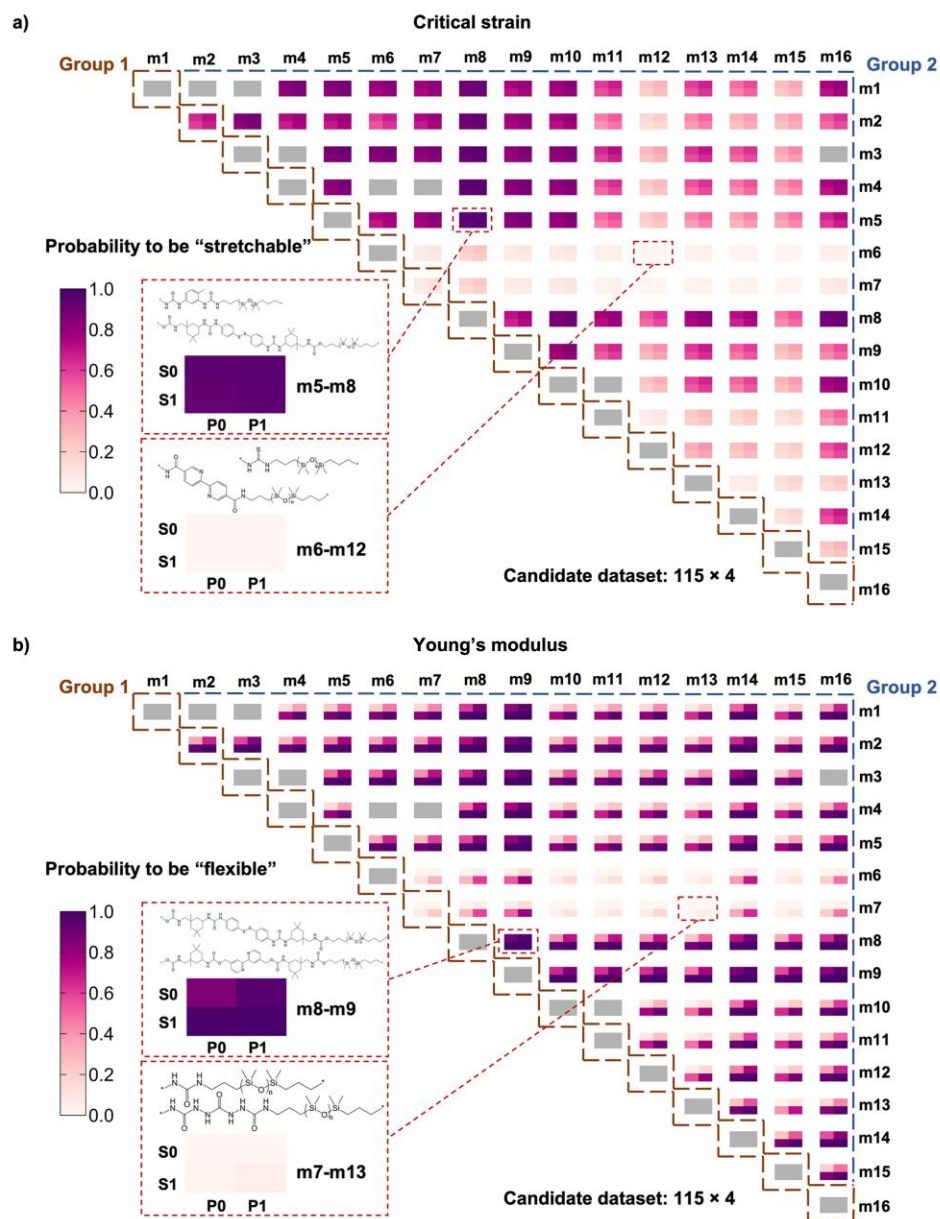 a)
Critical strain
m1 m2 m3 m4 m5 m6 m7 m8 m9 m10 m11 m12 m13 m14 m15 m16
Group 1
Group 2
m1
m2
m3
m4
m5
m6
m7
m8
m9
m10
m11
m12
m13
m14
m15
m16
Probability to be “stretchable”
1.0
0.8
0.6
0.4
0.2
0.0
S0
S1
P0 P1
m5-m8
S0
S1
P0 P1
m6-m12
Candidate dataset: 115 × 4
b)
Young’s modulus
m1 m2 m3 m4 m5 m6 m7 m8 m9 m10 m11 m12 m13 m14 m15 m16
Group 1
Group 2
m1
m2
m3
m4
m5
m6
m7
m8
m9
m10
m11
m12
m13
m14
m15
m16
Probability to be “flexible”
1.0
0.8
0.6
0.4
0.2
0.0
S0
S1
P0 P1
m8-m9
S0
S1
P0 P1
m7-m13
Candidate dataset: 115 × 4